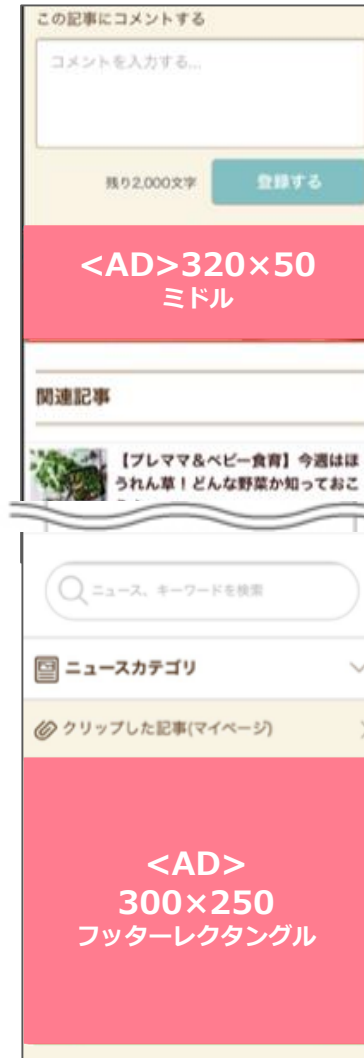 この記事にコメントする
コメントを入力する...
残り2,000文字
登録する
<AD>320×50
ミドル
関連記事
【プレママ&ベビー食育】今週はほ
うれん草！どんな野菜か知っておこ
ニュース、キーワードを検索
ニュースカテゴリ
クリップした記事(マイページ)
<AD>
300×250
フッターレクタングル